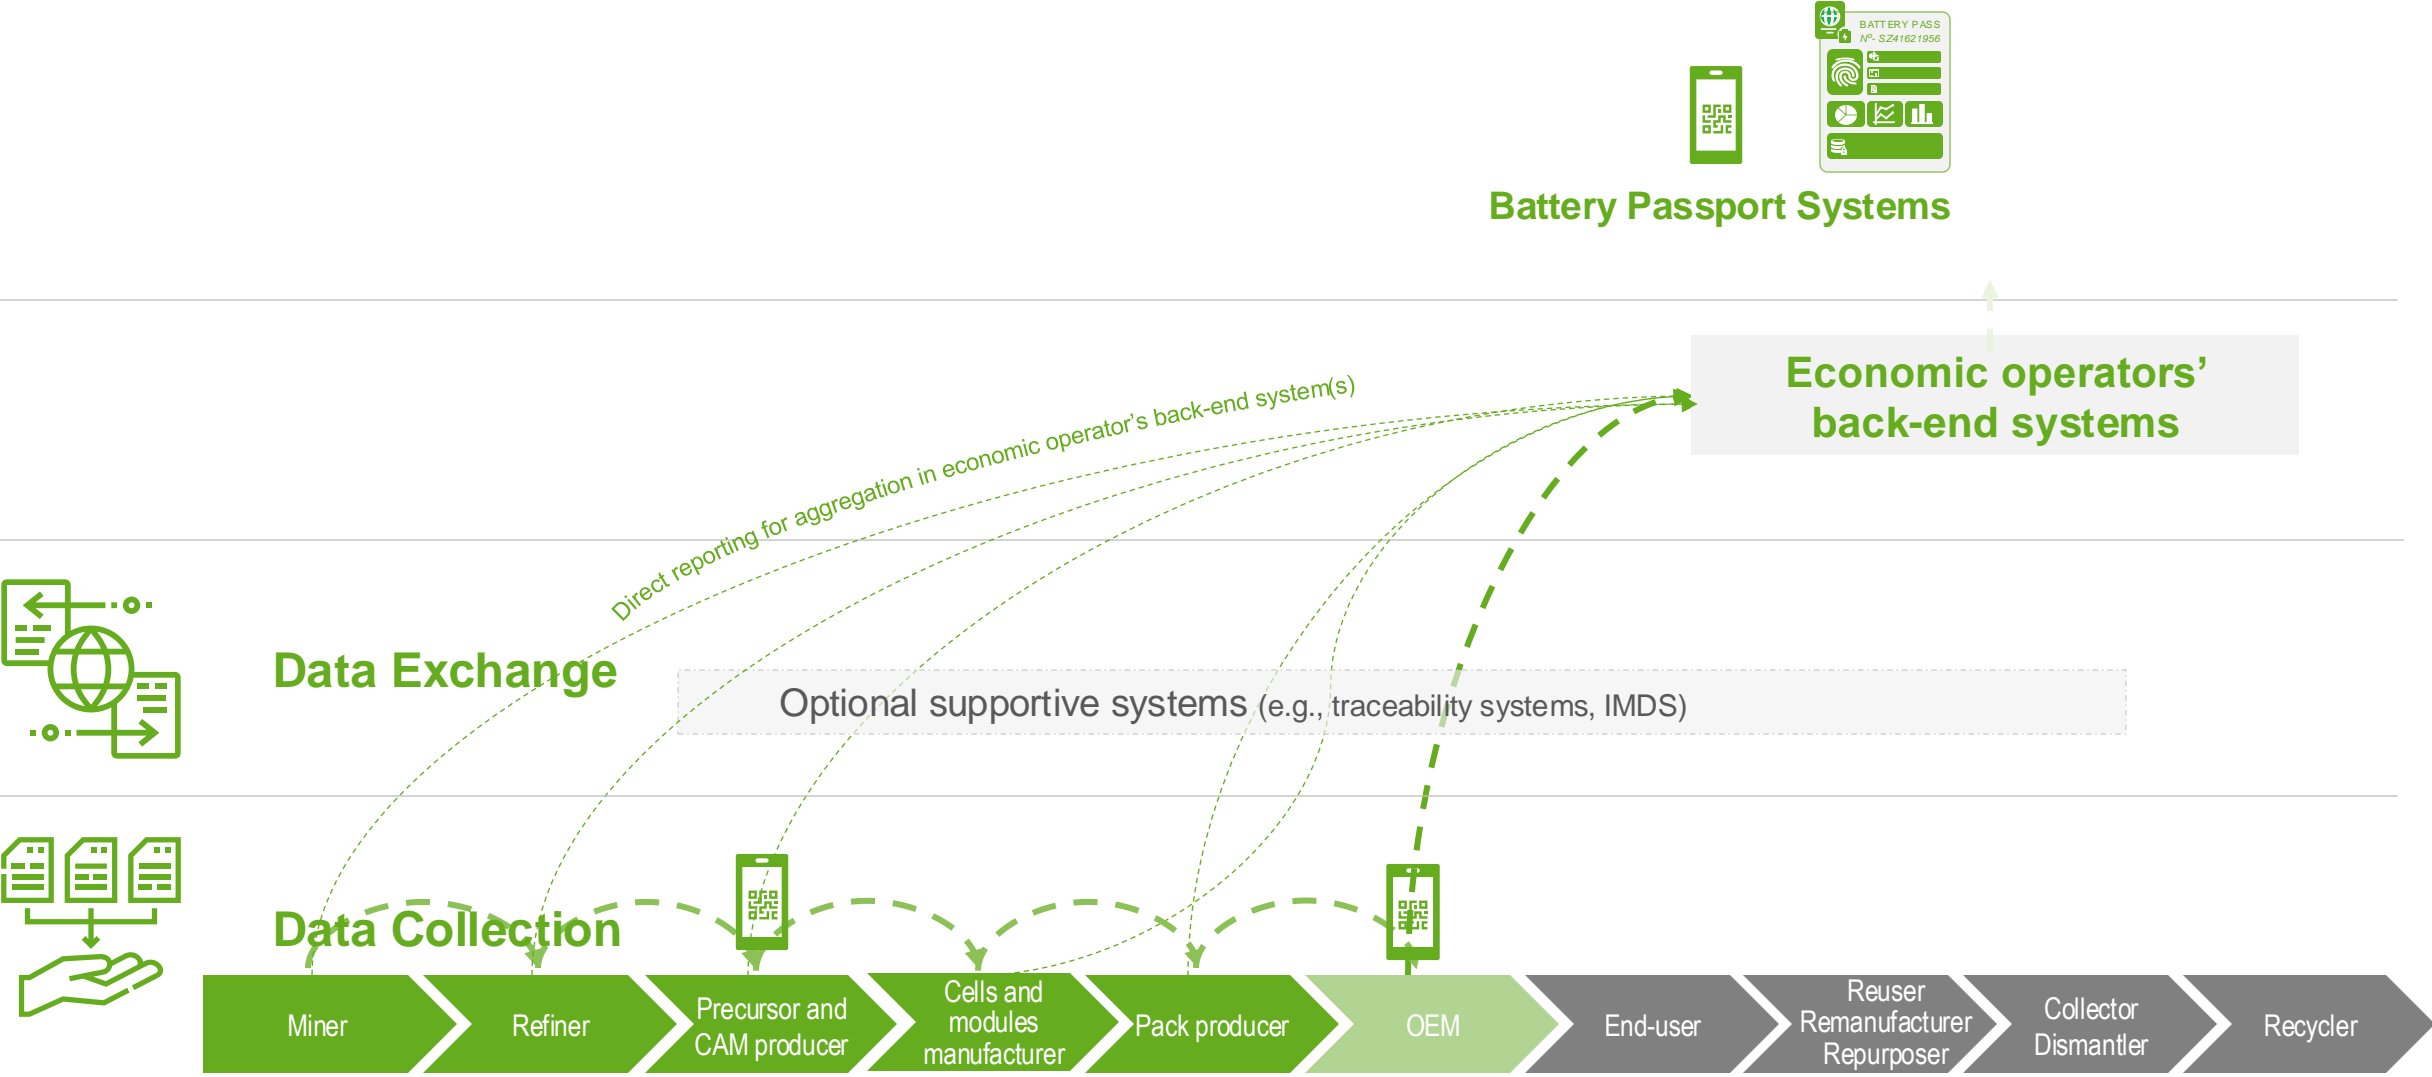 BATTERY PASS
Nº- SZ41621956
Battery Passport Systems
Economic operators’
back-end systems
Direct reporting for aggregation in economic operator’s back-end system(s)
Data Exchange
Optional supportive systems (e.g., traceability systems, IMDS)
Data Collection
Miner
Refiner
Precursor and
CAM producer
Cells and
modules
manufacturer
Pack producer
OEM
End-user
Reuser
Remanufacturer
Repurposer
Collector
Dismantler
Recycler